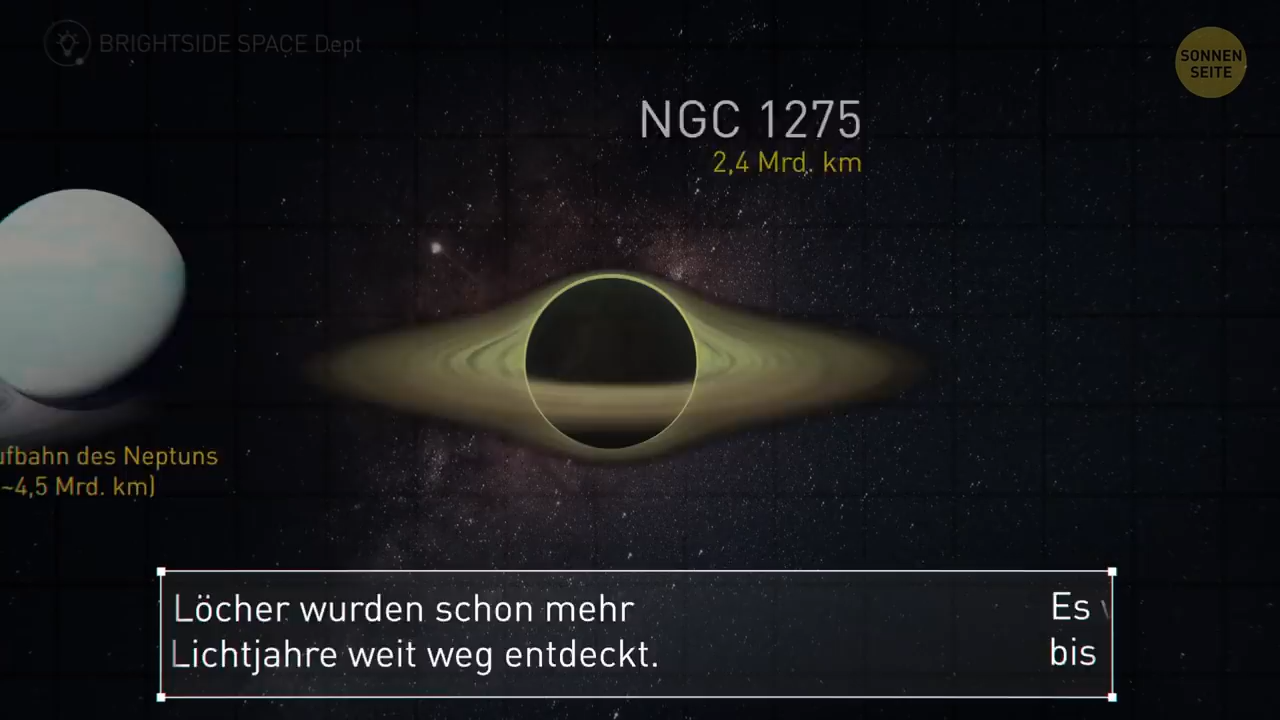 BRIGHTSIDE SPACE Dept
SONNEN
SEITE
NGC 1275
2,4 Mrd. km
ufbahn des Neptuns
~4,5 Mrd. km)
Löcher wurden schon mehr
Lichtjahre weit weg entdeckt.
Es
bis